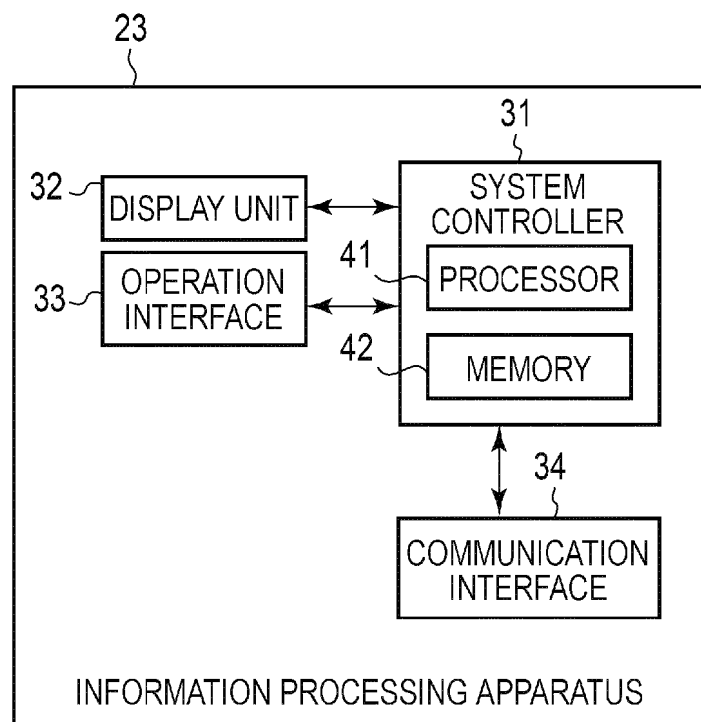 23
31
32
DISPLAY UNIT
SYSTEM
CONTROLLER
41
PROCESSOR
33
OPERATION
INTERFACE
42
MEMORY
34
COMMUNICATION
INTERFACE
INFORMATION PROCESSING APPARATUS